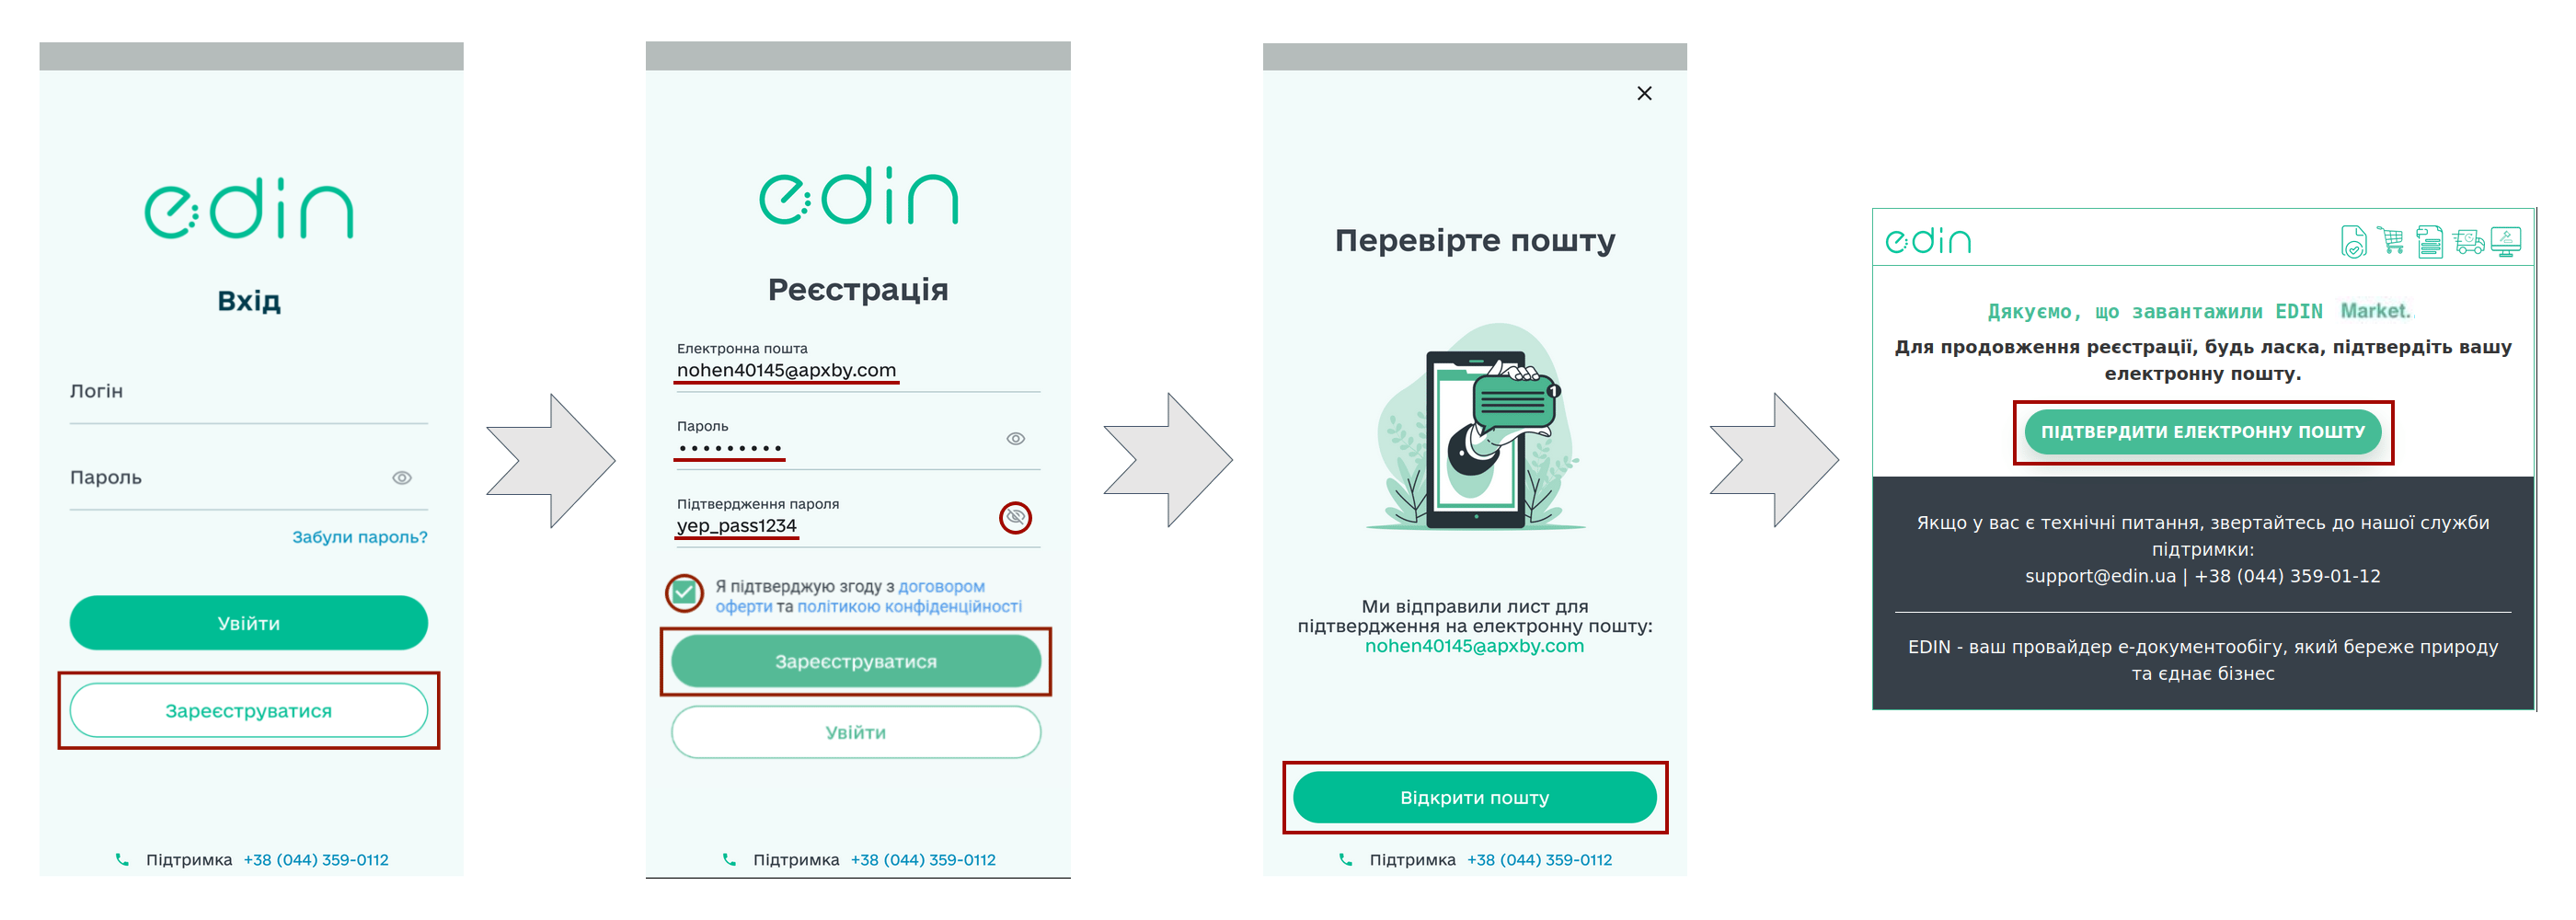 edin
Вхід
Логін
Пароль
Забули пароль?
Увійти
Зареєструватися
Підтримка +38 (044) 359-0112
edin
Реєстрація
Електронна пошта
nohen40145@apxby.com
Пароль
•••••••••
Підтвердження пароля
yep_pass1234
Я підтверджую згоду з договором
оферти та політикою конфіденційності
Зареєструватися
Увійти
Підтримка +38 (044) 359-0112
Перевірте пошту
1
Ми відправили лист для
підтвердження на електронну пошту:
nohen40145@apxby.com
Відкрити пошту
Підтримка +38 (044) 359-0112
edin
Дякуємо, що завантажили EDIN Market.
Для продовження реєстрації, будь ласка, підтвердіть вашу
електронну пошту.
ПІДТВЕРДИТИ ЕЛЕКТРОННУ ПОШТУ
Якщо у вас є технічні питання, звертайтесь до нашої служби
підтримки:
support@edin.ua | +38 (044) 359-01-12
EDIN - ваш провайдер е-документообігу, який береже природу
та єднає бізнес